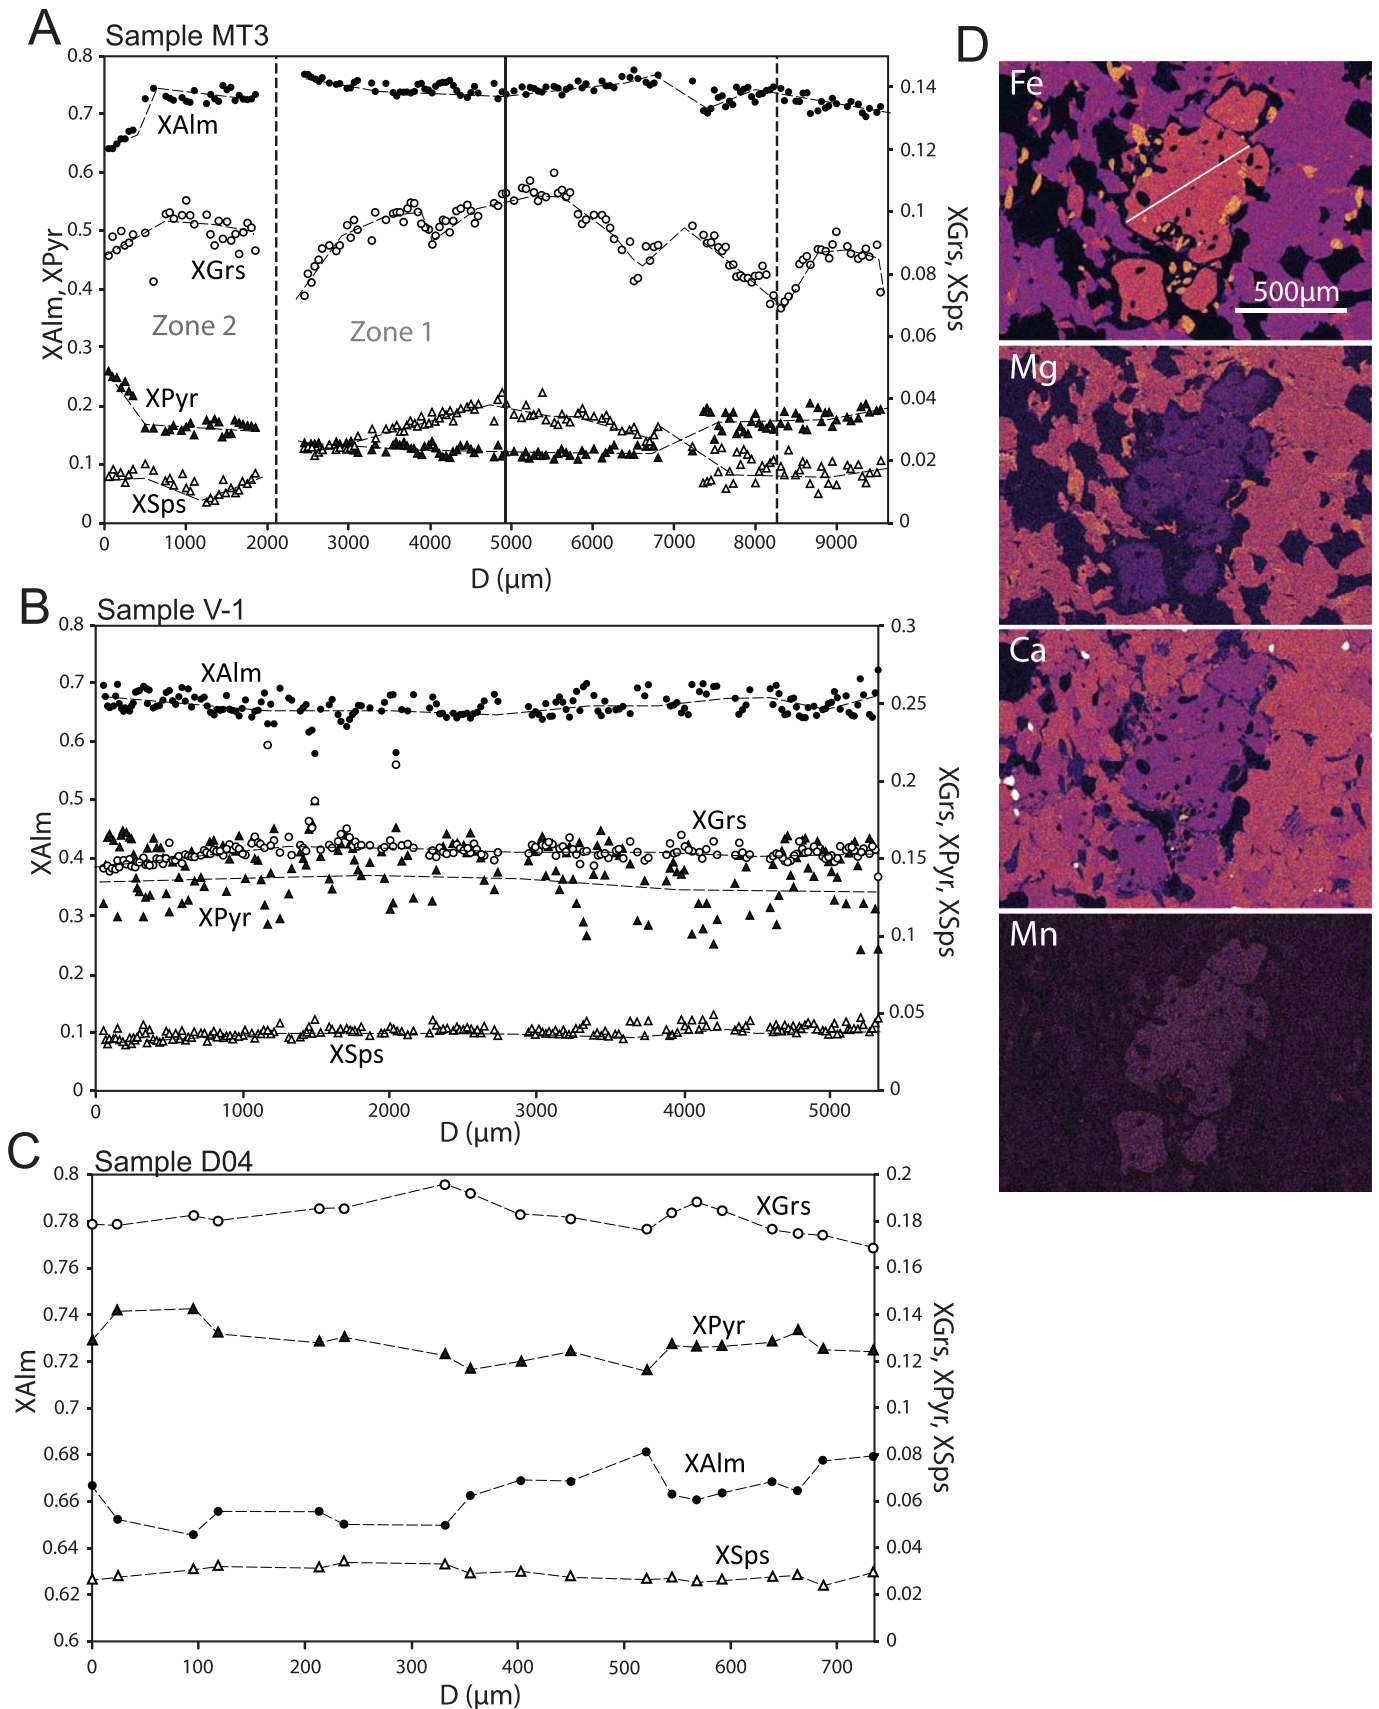 A
Sample MT3
0.8
0.7
0.6
0.5
0.4
0.3
0.2
0.1
0
XAlm, XPyr
0.14
0.12
0.1
0.08
0.06
0.04
0.02
0
XGrs, XSps
XAlm
XGrs
Zone 2
Zone 1
XPyr
XSps
0
1000
2000
3000
4000
5000
6000
7000
8000
9000
D (µm)
B
Sample V-1
0.8
0.7
0.6
0.5
0.4
0.3
0.2
0.1
0
XAlm
0.3
0.25
0.2
0.15
0.1
0.05
0
XGrs, XPyr, XSps
XAlm
XGrs
XPyr
XSps
0
1000
2000
3000
4000
5000
D (µm)
C
Sample D04
0.8
0.78
0.76
0.74
0.72
0.7
0.68
0.66
0.64
0.62
0.6
XAlm
0.2
0.18
0.16
0.14
0.12
0.1
0.08
0.06
0.04
0.02
0
XGrs, XPyr, XSps
XGrs
XPyr
XAlm
XSps
0
100
200
300
400
500
600
700
D (µm)
D
Fe
500µm
Mg
Ca
Mn